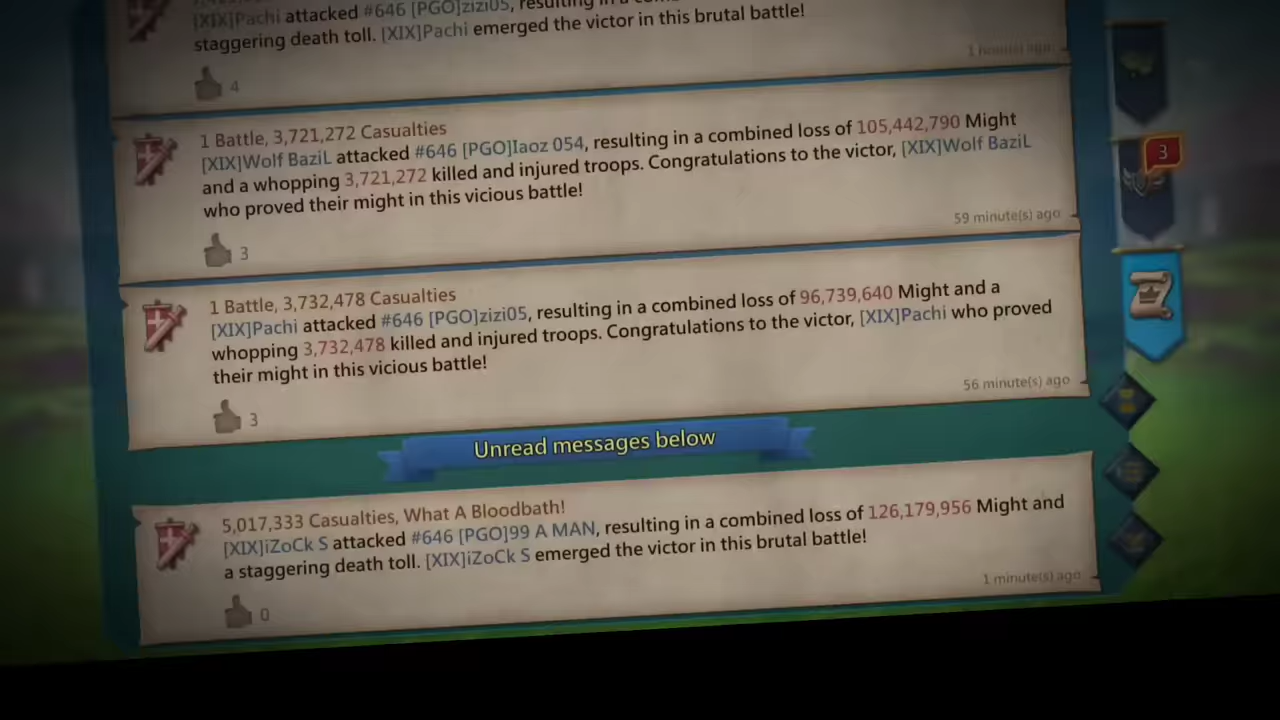 [XIX]Pachi attacked #646 [PGO]zizi05, resulting in a
staggering death toll. [XIX]Pachi emerged the victor in this brutal battle!
1 hour(s) ago
4
1 Battle, 3,721,272 Casualties
[XIX]Wolf BaziL attacked #646 [PGO]Iaoz 054, resulting in a combined loss of 105,442,790 Might
and a whopping 3,721,272 killed and injured troops. Congratulations to the victor, [XIX]Wolf BaziL
who proved their might in this vicious battle!
59 minute(s) ago
3
3
1 Battle, 3,732,478 Casualties
[XIX]Pachi attacked #646 [PGO]zizi05, resulting in a combined loss of 96,739,640 Might and a
whopping 3,732,478 killed and injured troops. Congratulations to the victor, [XIX]Pachi who proved
their might in this vicious battle!
56 minute(s) ago
3
Unread messages below
5,017,333 Casualties, What A Bloodbath!
[XIX]iZoCk S attacked #646 [PGO]99 A MAN, resulting in a combined loss of 126,179,956 Might and
a staggering death toll. [XIX]iZoCk S emerged the victor in this brutal battle!
1 minute(s) ago
0